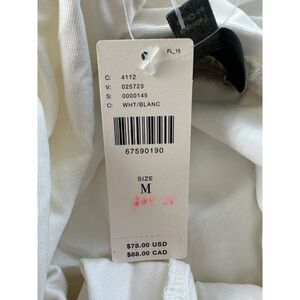 FL_15
C: 4112
V: 025723
S: 0000145
C: WHT/BLANC
67590190
SIZE
M
$78.00 USD
$88.00 CAD